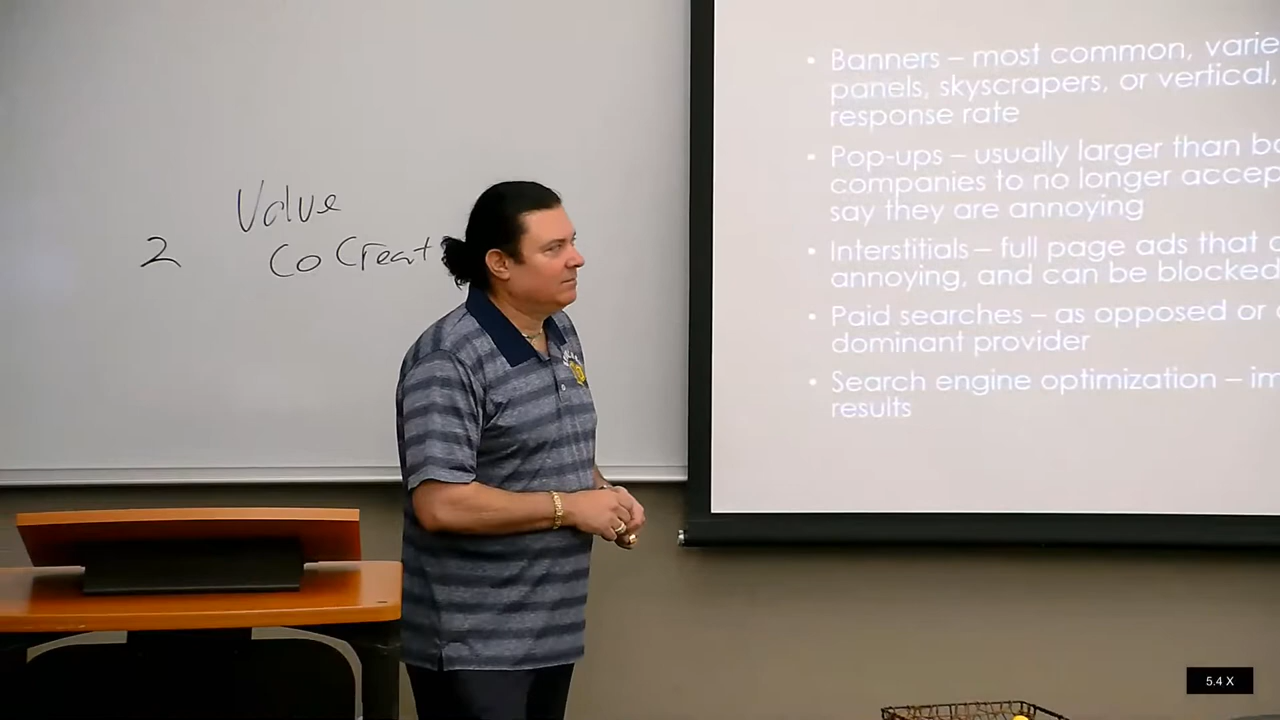 Value
2 CoCreat
• Banners – most common, varie
panels, skyscrapers, or vertical,
response rate
• Pop-ups – usually larger than ba
companies to no longer accep
say they are annoying
• Interstitials – full page ads that
annoying, and can be blocked
• Paid searches – as opposed or
dominant provider
• Search engine optimization – im
results
5.4 X